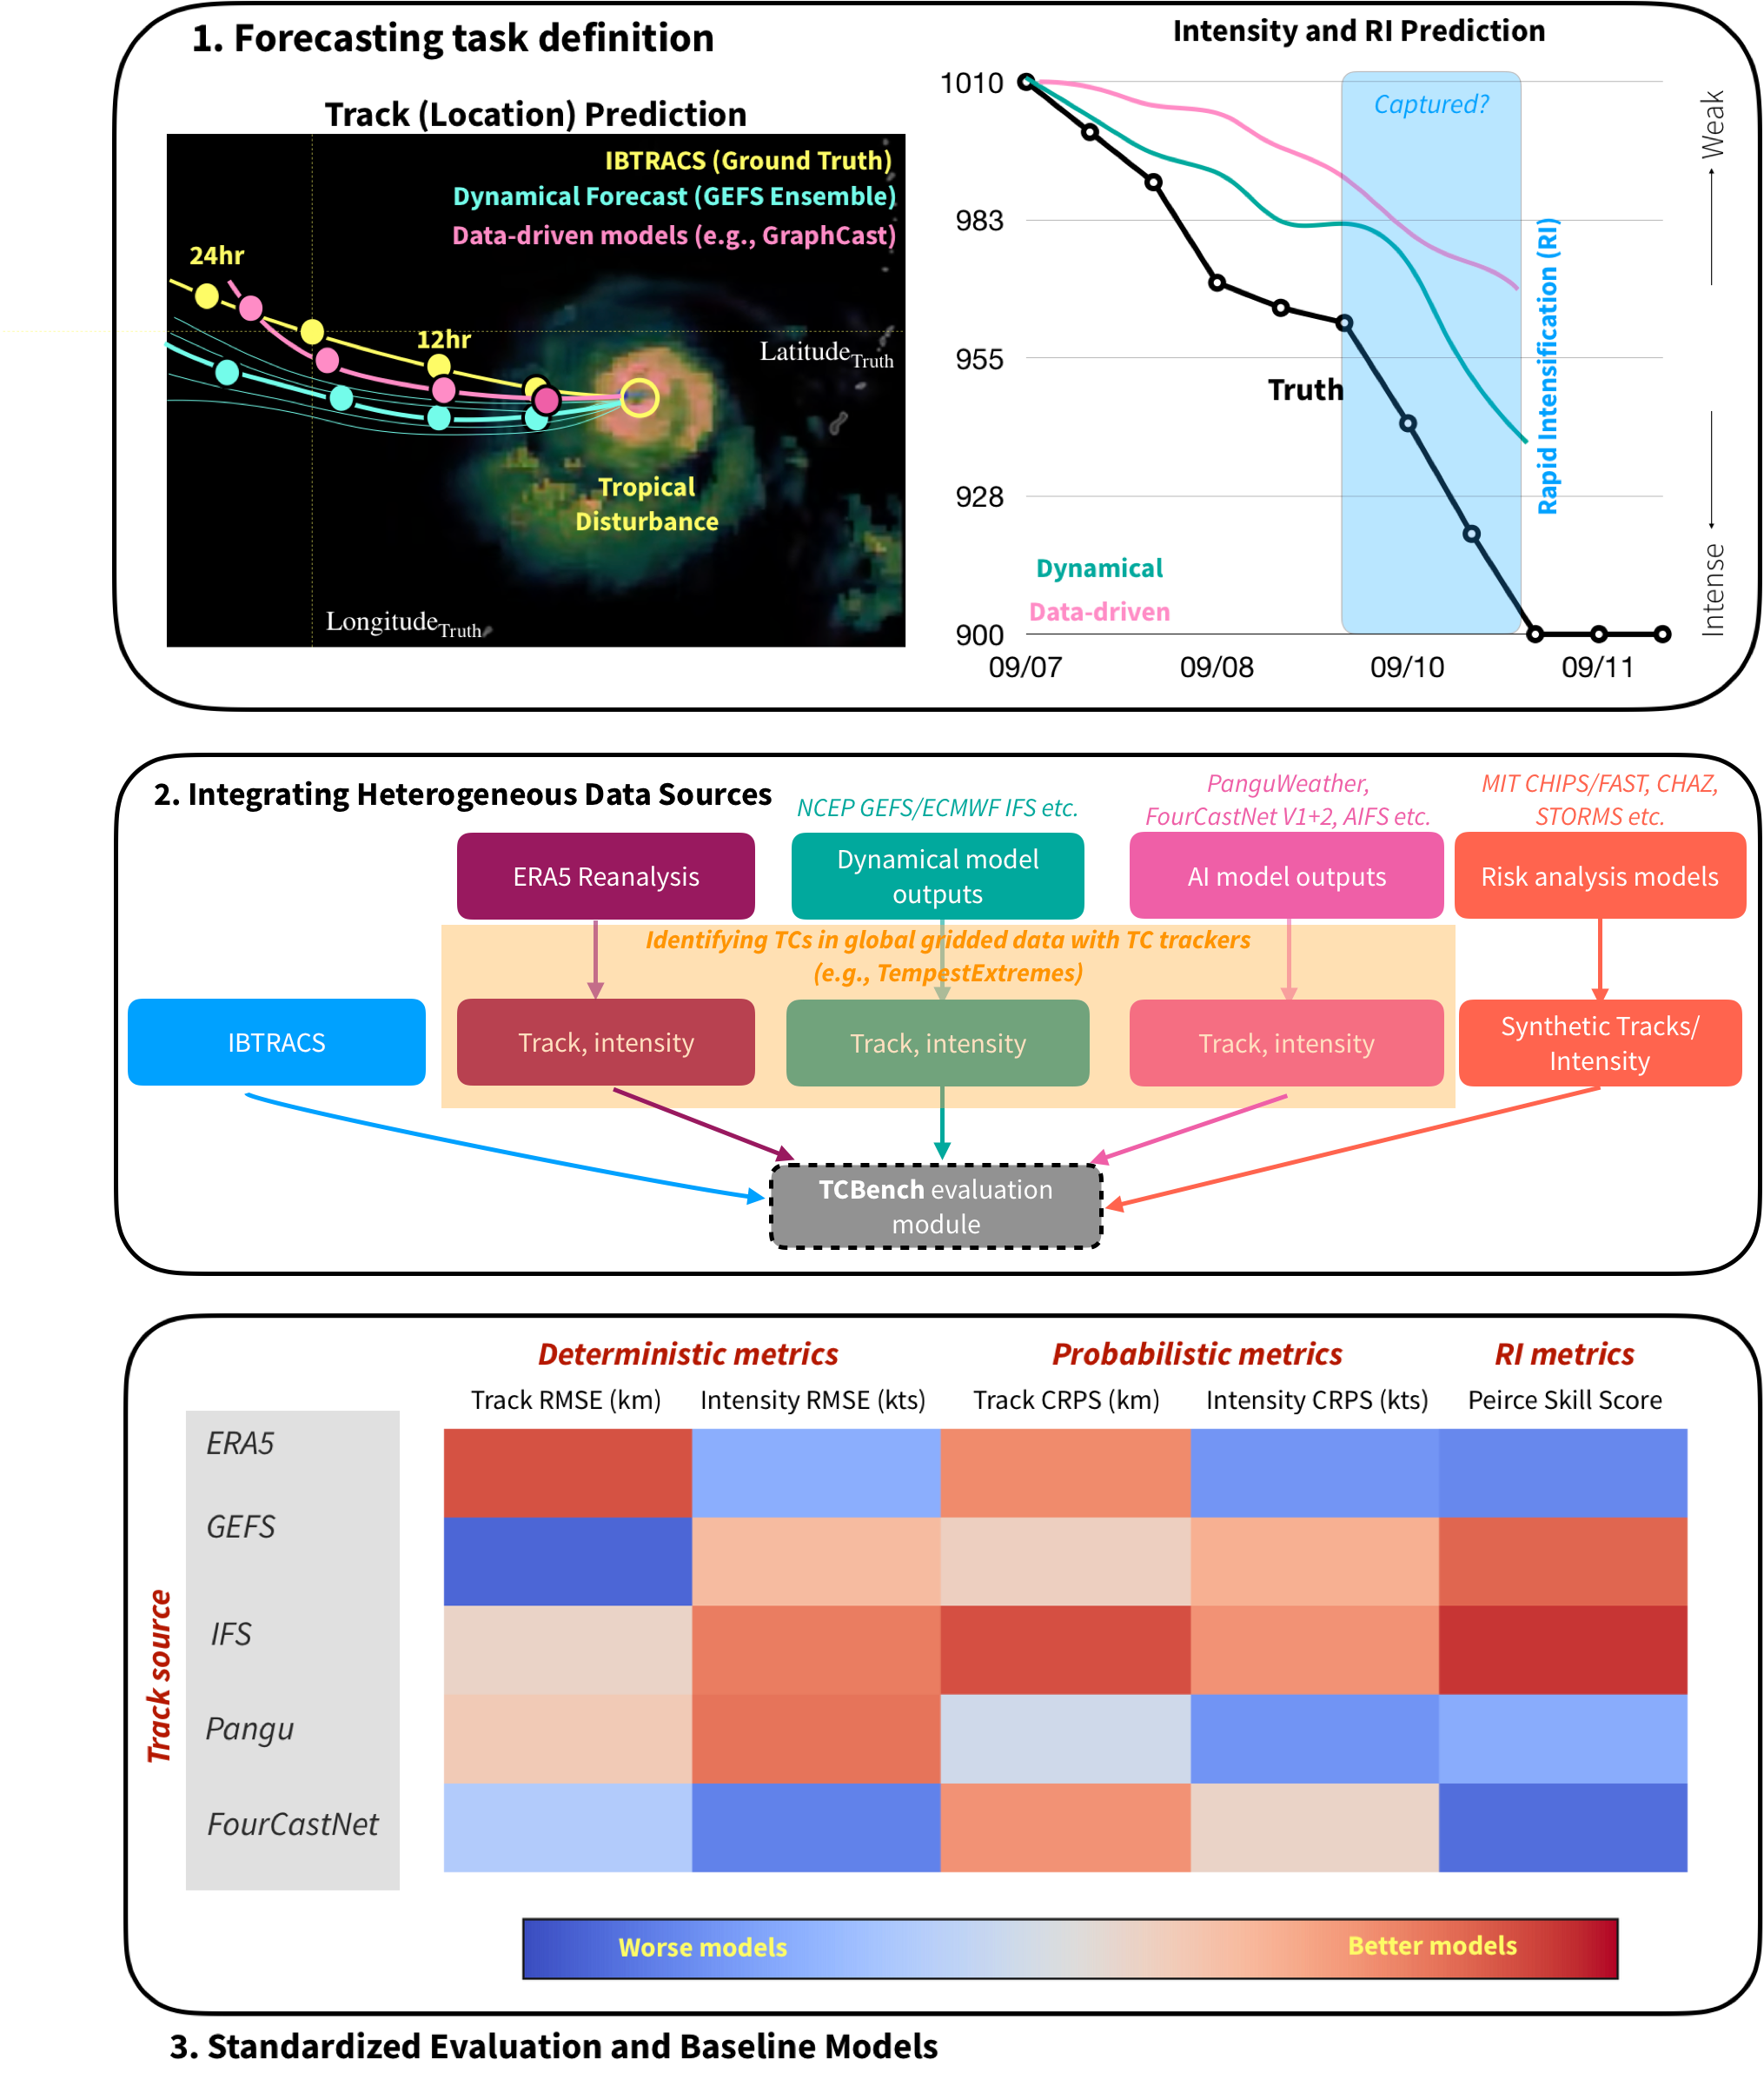 1. Forecasting task definition
Track (Location) Prediction
IBTRACS (Ground Truth)
Dynamical Forecast (GEFS Ensemble)
Data-driven models (e.g., GraphCast)
24hr
12hr
Latitude Truth
Tropical
Disturbance
Longitude Truth
Intensity and RI Prediction
1010
983
955
928
900
09/07
09/08
09/10
09/11
Captured?
Truth
Dynamical
Data-driven
Rapid Intensification (RI)
Weak
Intense
2. Integrating Heterogeneous Data Sources
NCEP GEFS/ECMWF IFS etc.
PanguWeather,
FourCastNet V1+2, AIFS etc.
MIT CHIPS/FAST, CHAZ,
STORMS etc.
ERA5 Reanalysis
Dynamical model
outputs
AI model outputs
Risk analysis models
Identifying TCs in global gridded data with TC trackers
(e.g., TempestExtremes)
IBTRACS
Track, intensity
Track, intensity
Track, intensity
Synthetic Tracks/
Intensity
TCBench evaluation
module
Deterministic metrics
Probabilistic metrics
RI metrics
Track RMSE (km)
Intensity RMSE (kts)
Track CRPS (km)
Intensity CRPS (kts)
Peirce Skill Score
Track source
ERA5
GEFS
IFS
Pangu
FourCastNet
Worse models
Better models
3. Standardized Evaluation and Baseline Models